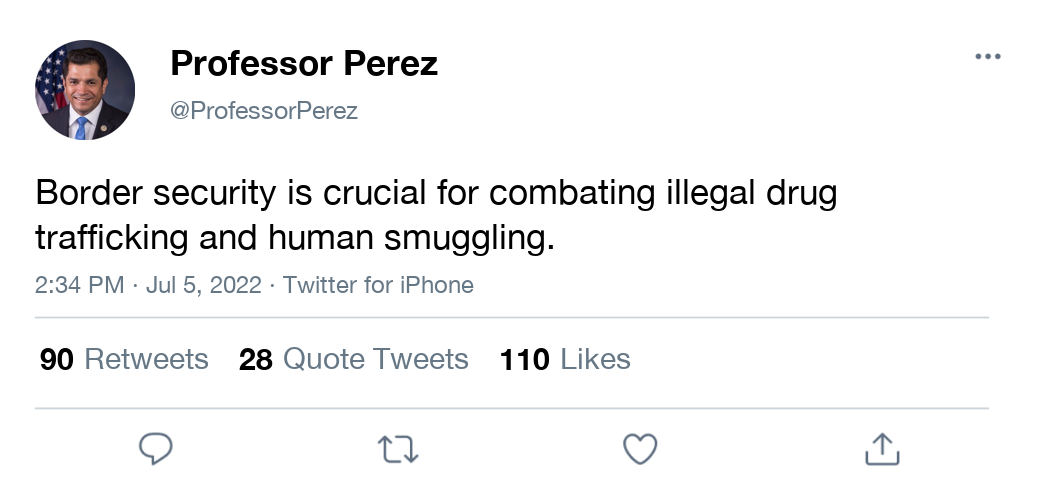 Professor Perez
@ProfessorPerez
Border security is crucial for combating illegal drug
trafficking and human smuggling.
2:34 PM · Jul 5, 2022 · Twitter for iPhone
90 Retweets 28 Quote Tweets 110 Likes